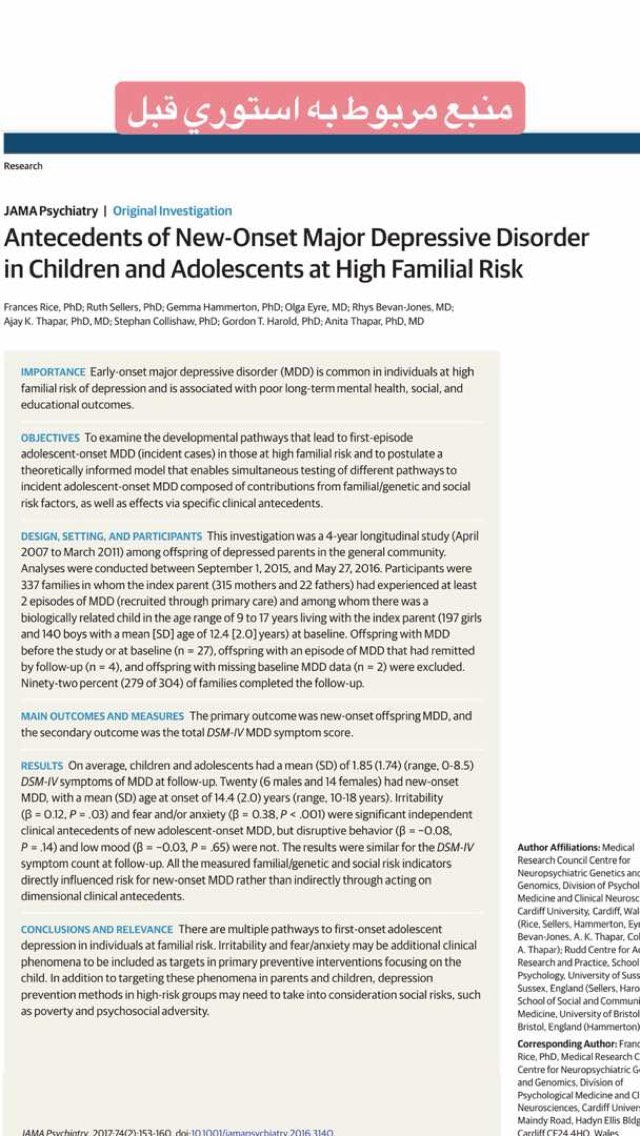 منبع مربوط به استوري قبل
Research
JAMA Psychiatry | Original Investigation
Antecedents of New-Onset Major Depressive Disorder
in Children and Adolescents at High Familial Risk
Frances Rice, PhD; Ruth Sellers, PhD; Gemma Hammerton, PhD; Olga Eyre, MD; Rhys Bevan-Jones, MD;
Ajay K. Thapar, PhD, MD; Stephan Collishaw, PhD; Gordon T. Harold, PhD; Anita Thapar, PhD, MD
IMPORTANCE Early-onset major depressive disorder (MDD) is common in individuals at high
familial risk of depression and is associated with poor long-term mental health, social, and
educational outcomes.
OBJECTIVES To examine the developmental pathways that lead to first-episode
adolescent-onset MDD (incident cases) in those at high familial risk and to postulate a
theoretically informed model that enables simultaneous testing of different pathways to
incident adolescent-onset MDD composed of contributions from familial/genetic and social
risk factors, as well as effects via specific clinical antecedents.
DESIGN, SETTING, AND PARTICIPANTS This investigation was a 4-year longitudinal study (April
2007 to March 2011) among offspring of depressed parents in the general community.
Analyses were conducted between September 1, 2015, and May 27, 2016. Participants were
337 families in whom the index parent (315 mothers and 22 fathers) had experienced at least
2 episodes of MDD (recruited through primary care) and among whom there was a
biologically related child in the age range of 9 to 17 years living with the index parent (197 girls
and 140 boys with a mean [SD] age of 12.4 [2.0] years) at baseline. Offspring with MDD
before the study or at baseline (n = 27), offspring with an episode of MDD that had remitted
by follow-up (n = 4), and offspring with missing baseline MDD data (n = 2) were excluded.
Ninety-two percent (279 of 304) of families completed the follow-up.
MAIN OUTCOMES AND MEASURES The primary outcome was new-onset offspring MDD, and
the secondary outcome was the total DSM-IV MDD symptom score.
RESULTS On average, children and adolescents had a mean (SD) of 1.85 (1.74) (range, 0-8.5)
DSM-IV symptoms of MDD at follow-up. Twenty (6 males and 14 females) had new-onset
MDD, with a mean (SD) age at onset of 14.4 (2.0) years (range, 10-18 years). Irritability
(β = 0.12, P = .03) and fear and/or anxiety (β = 0.38, P < .001) were significant independent
clinical antecedents of new adolescent-onset MDD, but disruptive behavior (β = −0.08,
P = .14) and low mood (β = −0.03, P = .65) were not. The results were similar for the DSM-IV
symptom count at follow-up. All the measured familial/genetic and social risk indicators
directly influenced risk for new-onset MDD rather than indirectly through acting on
dimensional clinical antecedents.
CONCLUSIONS AND RELEVANCE There are multiple pathways to first-onset adolescent
depression in individuals at familial risk. Irritability and fear/anxiety may be additional clinical
phenomena to be included as targets in primary preventive interventions focusing on the
child. In addition to targeting these phenomena in parents and children, depression
prevention methods in high-risk groups may need to take into consideration social risks, such
as poverty and psychosocial adversity.
JAMA Psychiatry. 2017;74(2):153-160. doi:10.1001/jamapsychiatry.2016.3140
Author Affiliations: Medical
Research Council Centre for
Neuropsychiatric Genetics and
Genomics, Division of Psychol
Medicine and Clinical Neurosc
Cardiff University, Cardiff, Wal
(Rice, Sellers, Hammerton, Eyr
Bevan-Jones, A. K. Thapar, Col
A. Thapar); Rudd Centre for Ad
Research and Practice, School
Psychology, University of Suss
Sussex, England (Sellers, Haro
School of Social and Communi
Medicine, University of Bristol
Bristol, England (Hammerton)
Corresponding Author: Franc
Rice, PhD, Medical Research C
Centre for Neuropsychiatric Ge
and Genomics, Division of
Psychological Medicine and Cl
Neurosciences, Cardiff Univers
Maindy Road, Hadyn Ellis Bldg
Cardiff CF24 4HQ, Wales